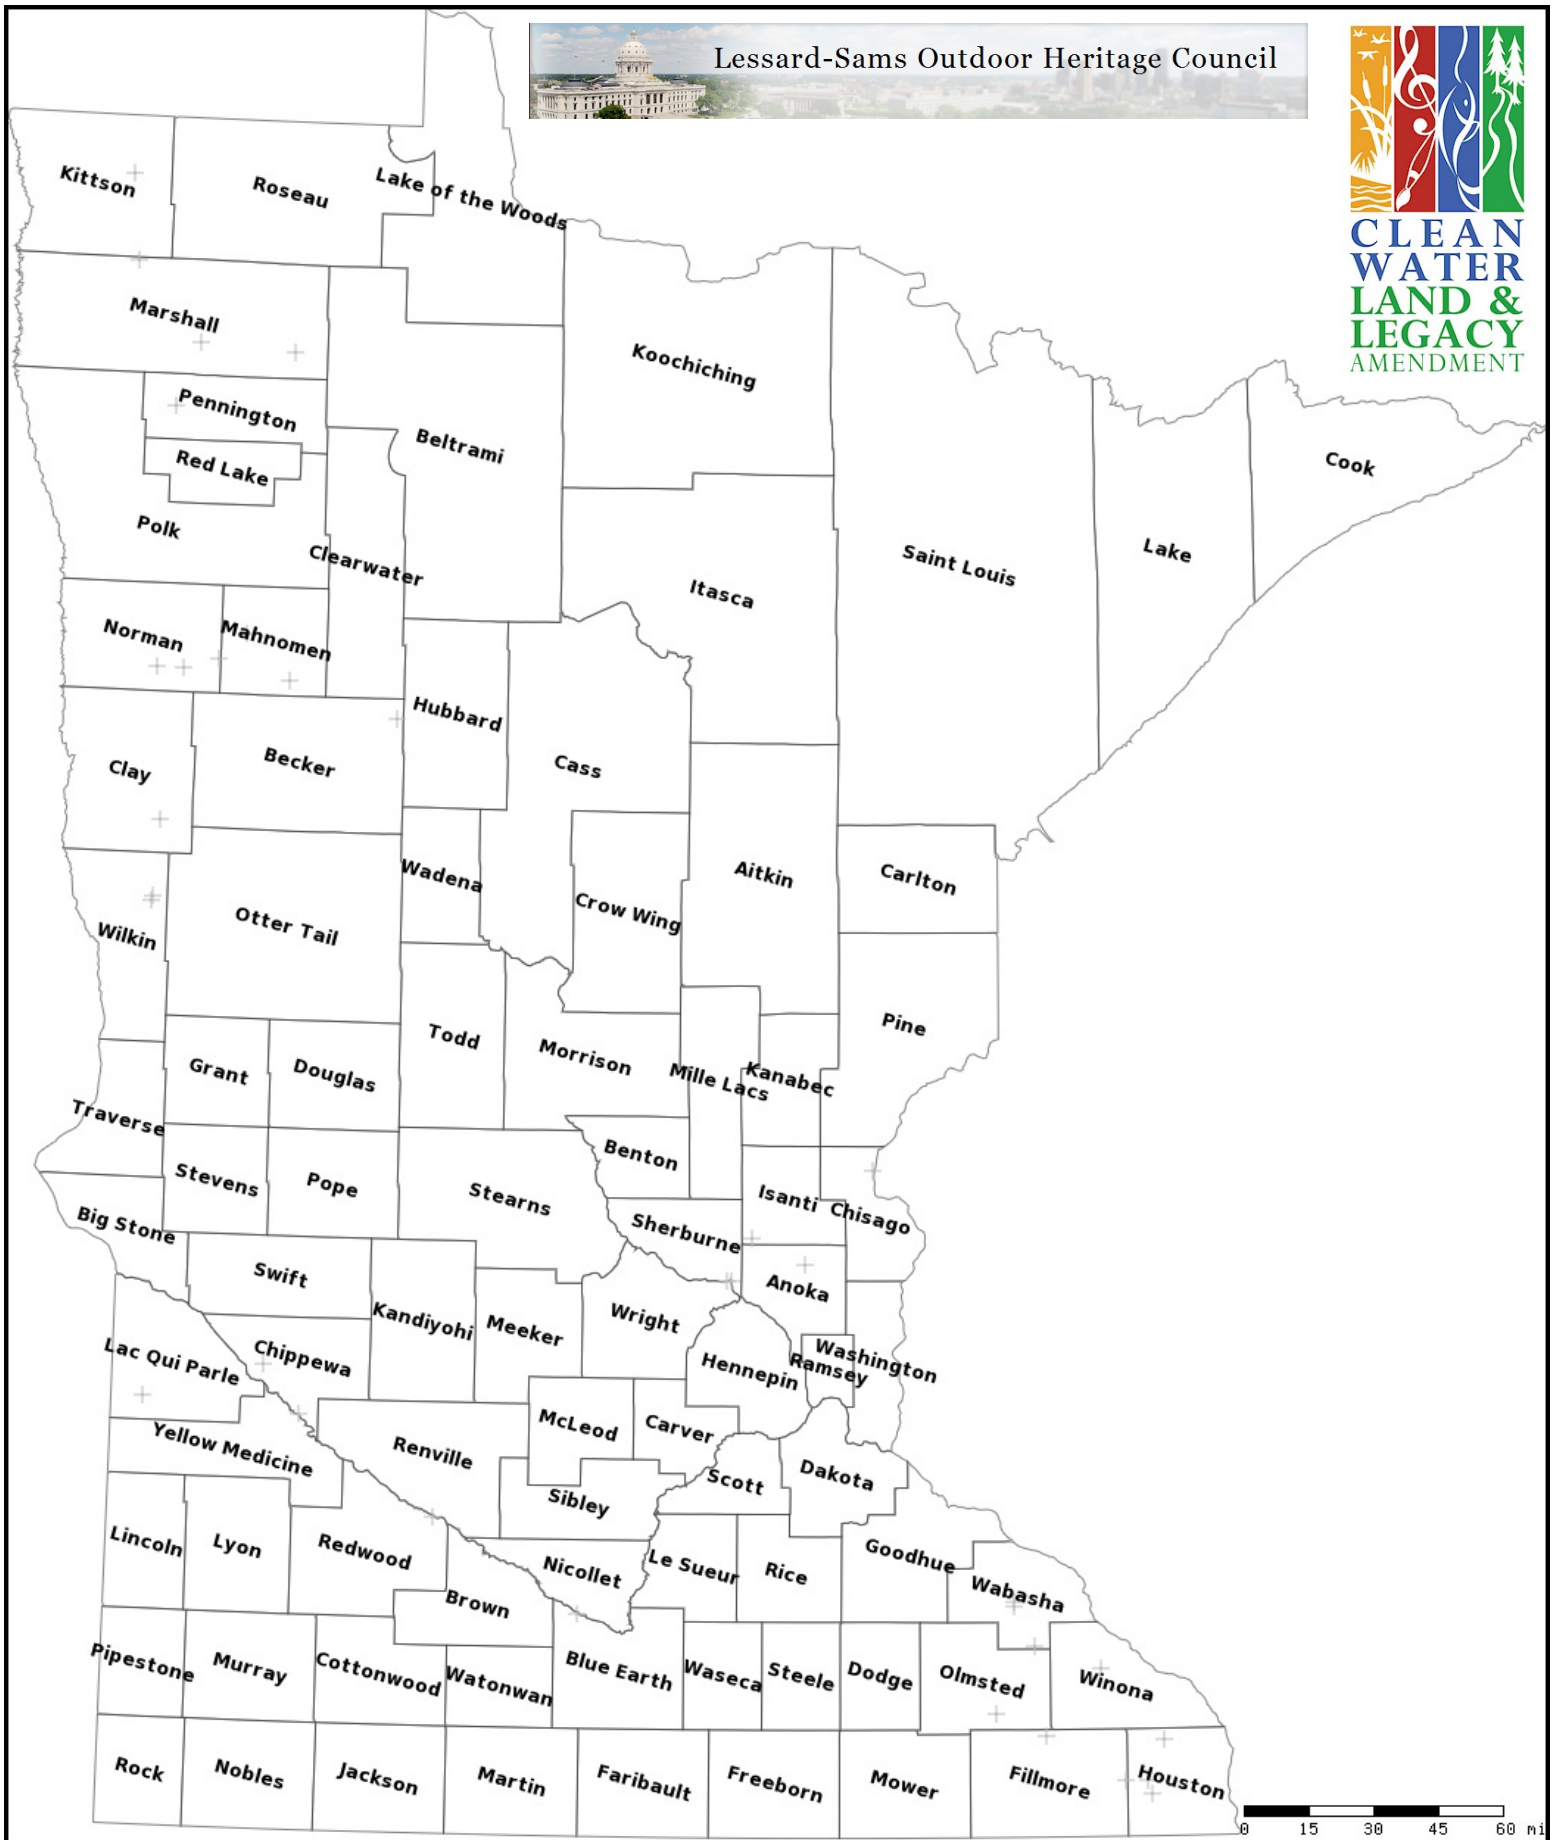 Lessard-Sams Outdoor Heritage Council
CLEAN
WATER
LAND &
LEGACY
AMENDMENT
Kittson
Roseau
Lake of the Woods
Marshall
Koochiching
Pennington
Beltrami
Red Lake
Cook
Polk
Clearwater
Saint Louis
Lake
Itasca
Norman
Mahnomen
Hubbard
Clay
Becker
Cass
Wadena
Aitkin
Carlton
Crow Wing
Otter Tail
Wilkin
Pine
Todd
Morrison
Grant
Douglas
Mille Lacs
Kanabec
Traverse
Benton
Stevens
Pope
Stearns
Isanti
Chisago
Big Stone
Sherburne
Swift
Anoka
Kandiyohi
Meeker
Wright
Lac Qui Parle
Chippewa
Hennepin
Ramsey
Washington
McLeod
Carver
Yellow Medicine
Renville
Scott
Dakota
Sibley
Lincoln
Lyon
Redwood
Nicollet
Le Sueur
Rice
Goodhue
Brown
Wabasha
Pipestone
Murray
Cottonwood
Watonwan
Blue Earth
Waseca
Steele
Dodge
Olmsted
Winona
Rock
Nobles
Jackson
Martin
Faribault
Freeborn
Mower
Fillmore
Houston
0 15 30 45 60 mi